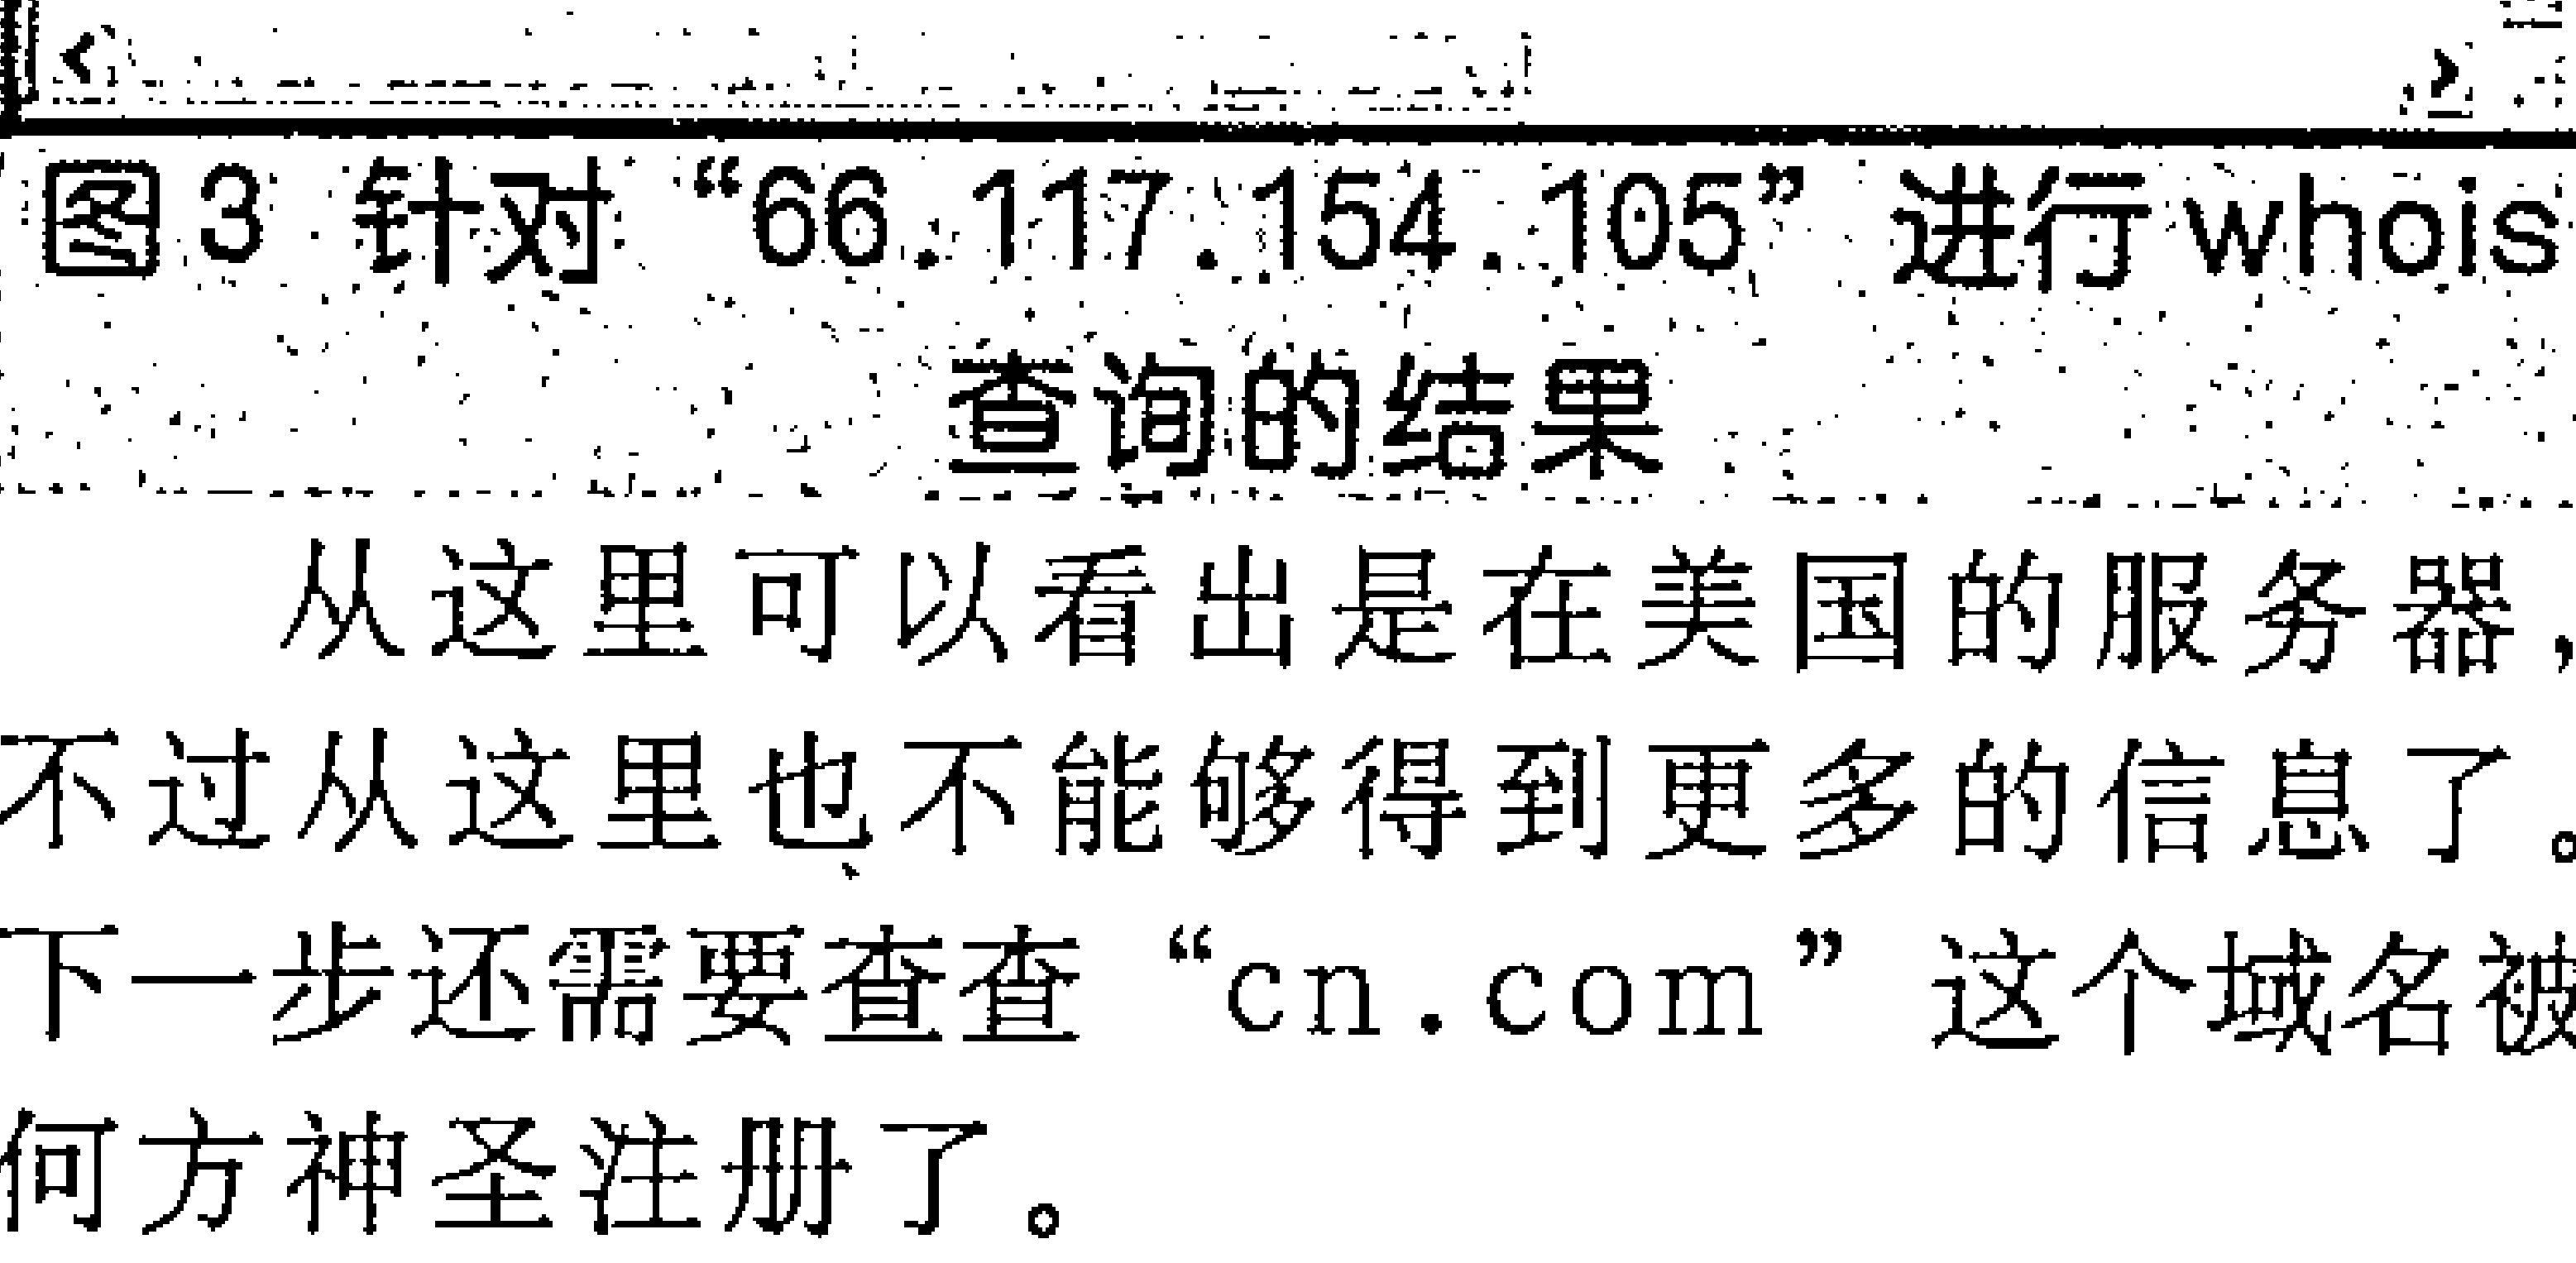 图3 针对“66.117.154.105”进行whois
查询的结果
从这里可以看出是在美国的服务器，
不过从这里也不能够得到更多的信息了。
下一步还需要查查“cn.com”这个域名被
何方神圣注册了。